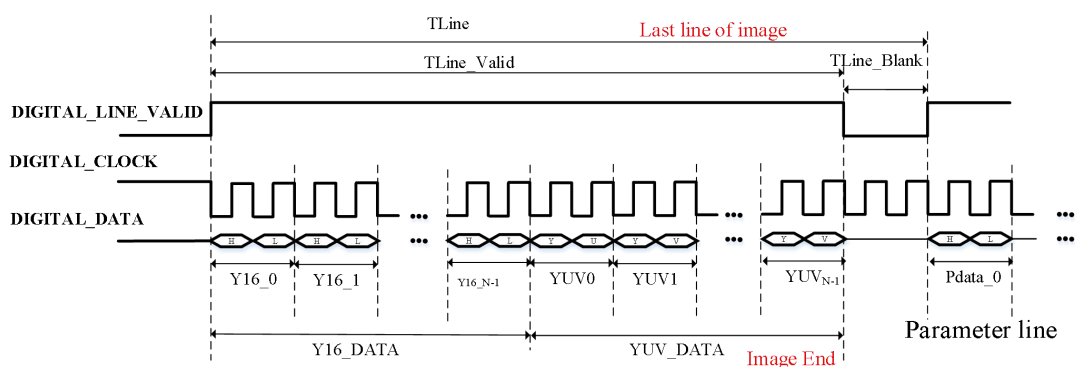 TLine
Last line of image
TLine_Valid
TLine_Blank
DIGITAL_LINE_VALID
DIGITAL_CLOCK
DIGITAL_DATA
H L H L ••• H L Y U Y V ••• Y V H L •••
Y16_0 Y16_1 Y16_N-1 YUV0 YUV1 YUVN-1 Pdata_0
Parameter line
Y16_DATA YUV_DATA
Image End